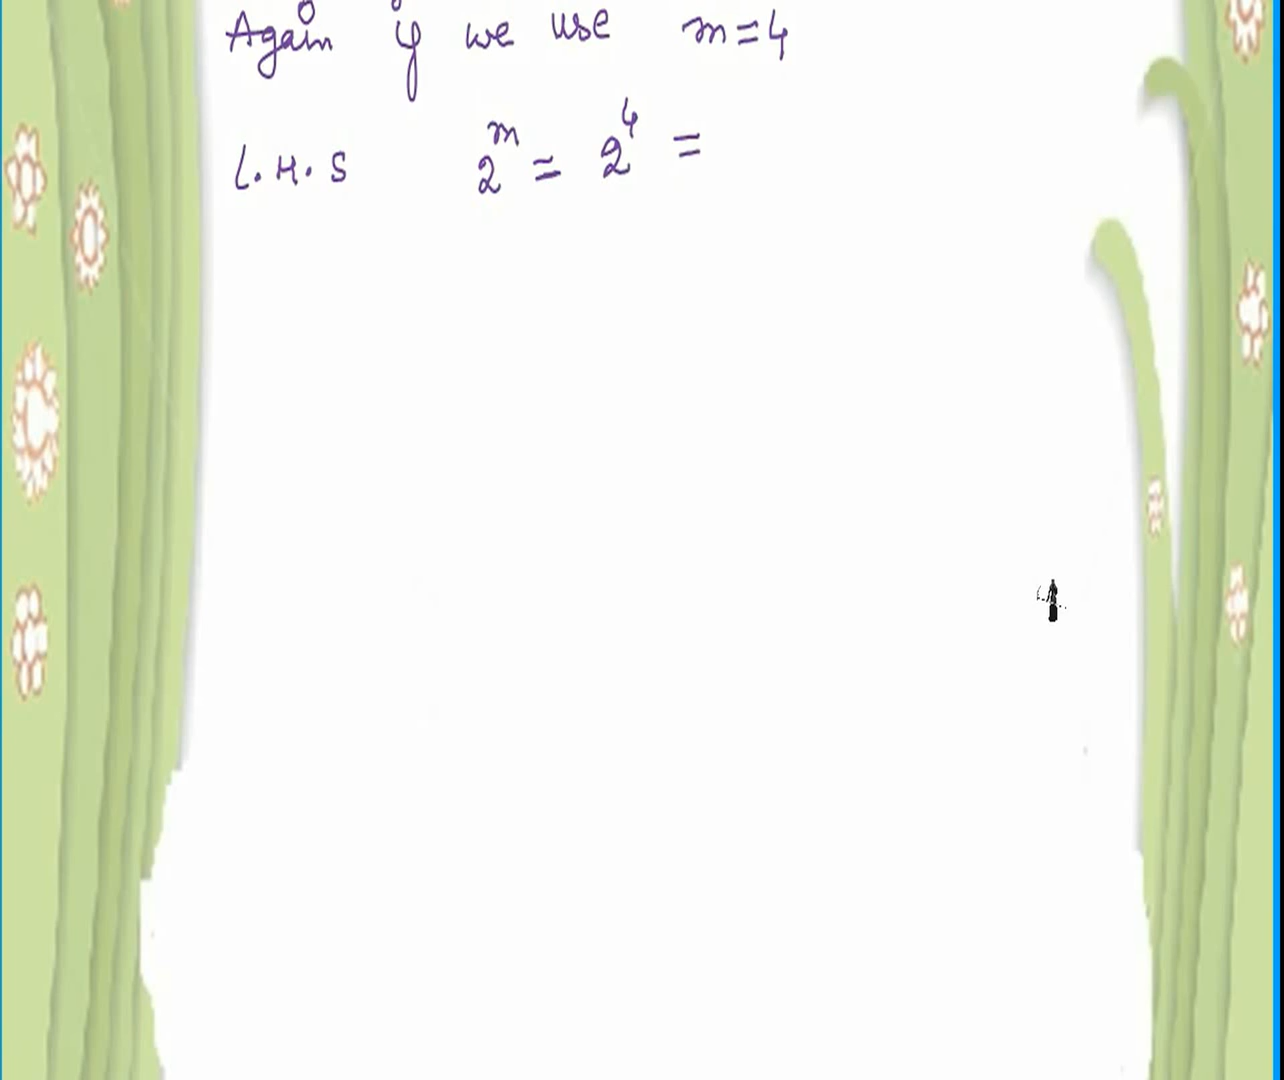 Again if we use m=4
L.H.S 2^m = 2^4 =